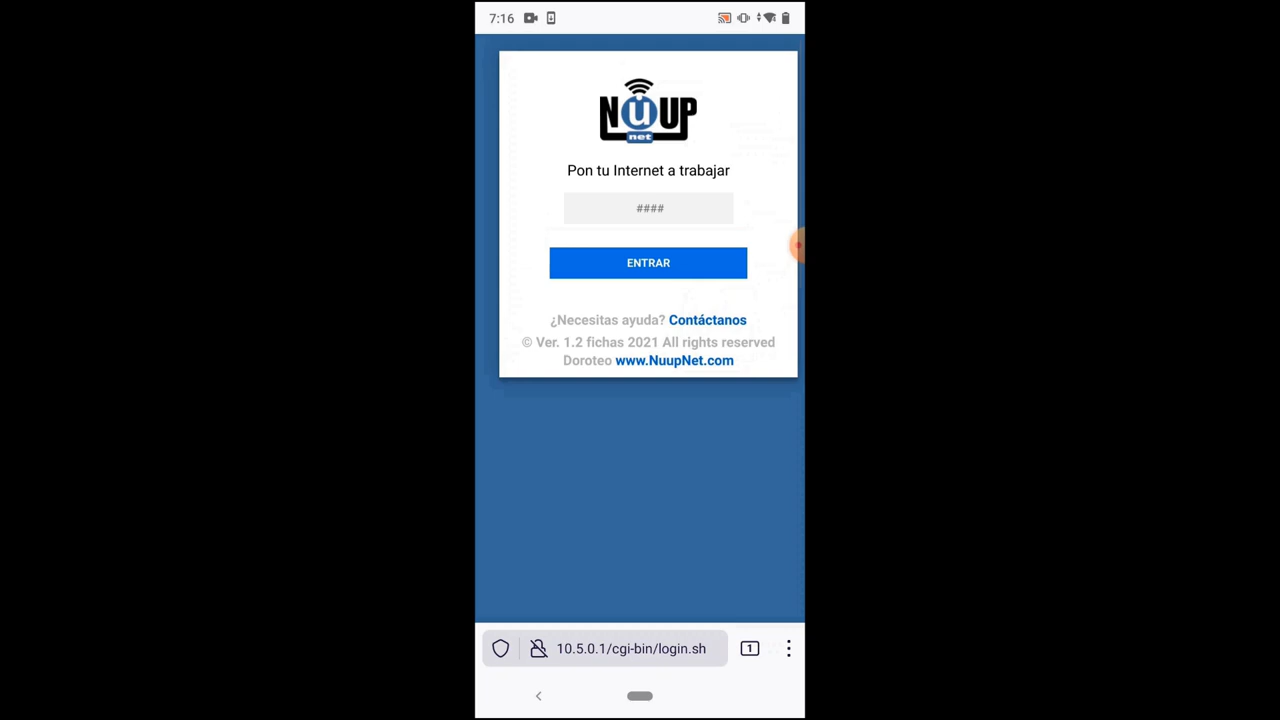 7:16
NuUP
net
Pon tu Internet a trabajar
####
ENTRAR
¿Necesitas ayuda? Contáctanos
© Ver. 1.2 fichas 2021 All rights reserved
Doroteo www.NuupNet.com
10.5.0.1/cgi-bin/login.sh
1